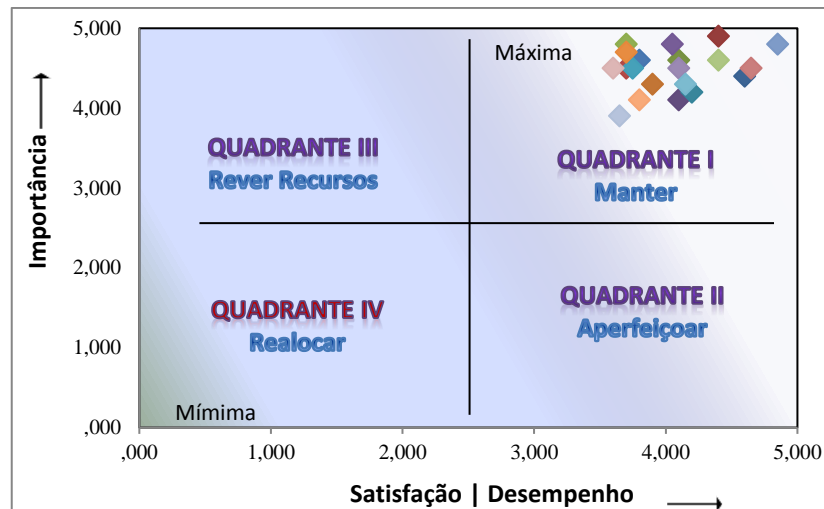 5,000
Máxima
4,000
QUADRANTE III
Rever Recursos
QUADRANTE I
Manter
3,000
Importância
2,000
QUADRANTE IV
Realocar
QUADRANTE II
Aperfeiçoar
1,000
Mímima
,000
,000 1,000 2,000 3,000 4,000 5,000
Satisfação | Desempenho